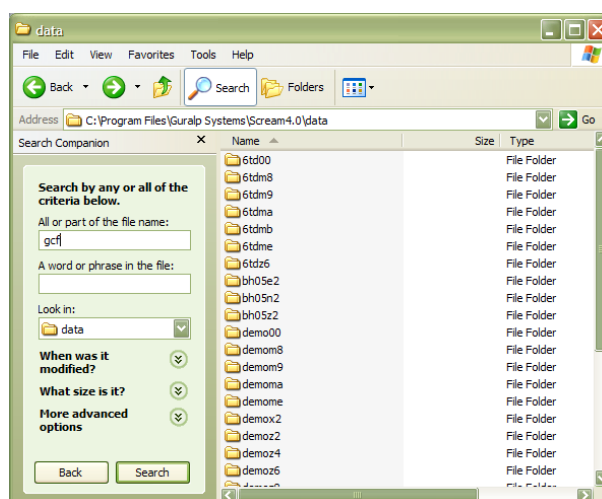 data
File Edit View Favorites Tools Help
Back Search Folders
Address C:\Program Files\Guralp Systems\Scream4.0\data Go
Search Companion X
Search by any or all of the
criteria below.
All or part of the file name:
gcf
A word or phrase in the file:
Look in:
data
When was it
modified?
What size is it?
More advanced
options
Back Search
Name Size Type
6td00 File Folder
6tdm8 File Folder
6tdm9 File Folder
6tdma File Folder
6tdmb File Folder
6tdme File Folder
6tdz6 File Folder
bh05e2 File Folder
bh05n2 File Folder
bh05z2 File Folder
demo00 File Folder
demom8 File Folder
demom9 File Folder
demoma File Folder
demome File Folder
demox2 File Folder
demoz2 File Folder
demoz4 File Folder
demoz6 File Folder